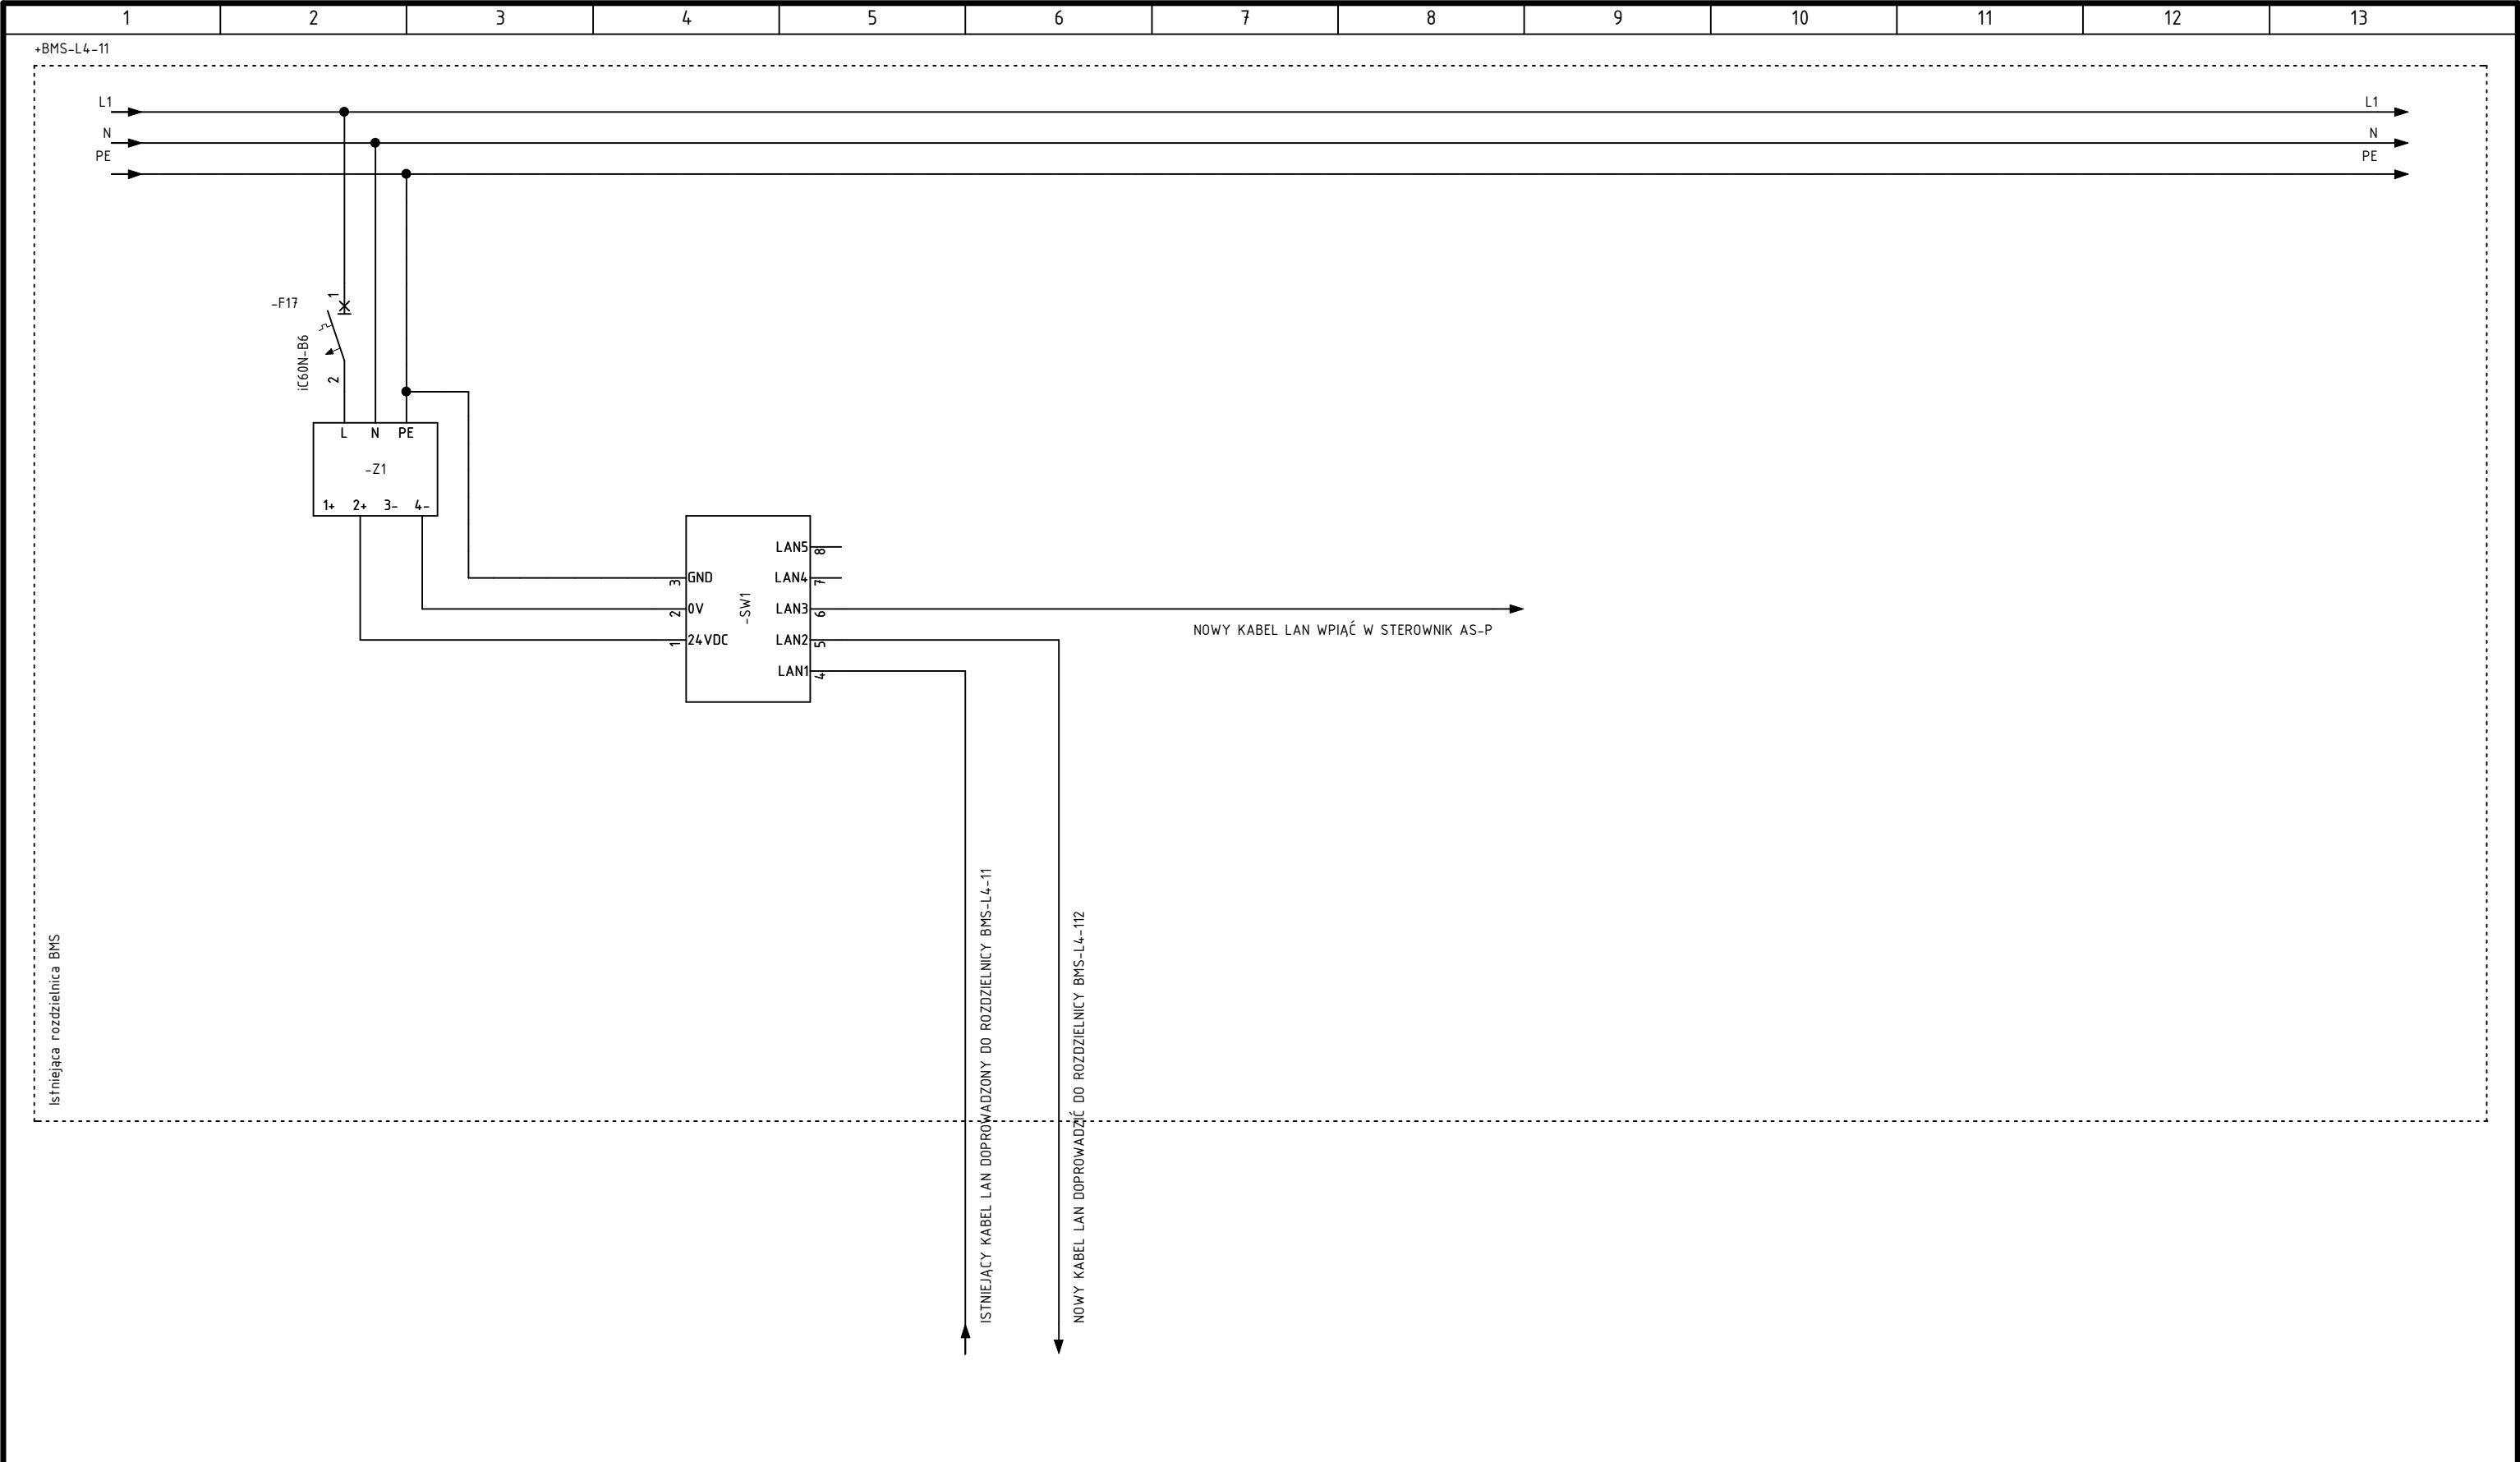 1 2 3 4 5 6 7 8 9 10 11 12 13
+BMS-L4-11
L1 L1
N N
PE PE
-F17
1
iC60N-B6
2
L N PE
-Z1
1+ 2+ 3- 4-
-SW1
3 GND
2 0V
1 24VDC
LAN5 8
LAN4 7
LAN3 6
LAN2 5
LAN1 4
NOWY KABEL LAN WPIĄĆ W STEROWNIK AS-P
ISTNIEJĄCY KABEL LAN DOPROWADZONY DO ROZDZIELNICY BMS-L4-11
NOWY KABEL LAN DOPROWADZIĆ DO ROZDZIELNICY BMS-L4-112
Istniejąca rozdzielnica BMS